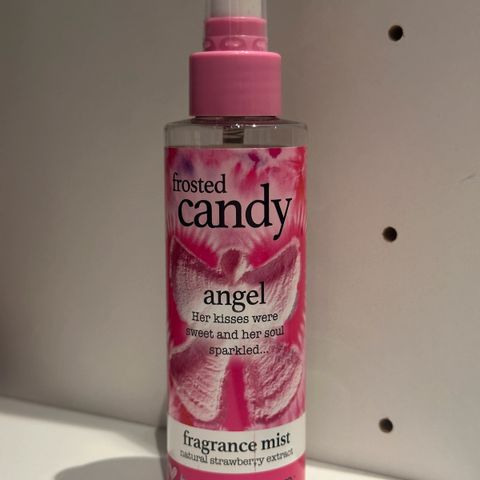 frosted
candy
angel
Her kisses were
sweet and her soul
sparkled...
fragrance mist
natural strawberry extract